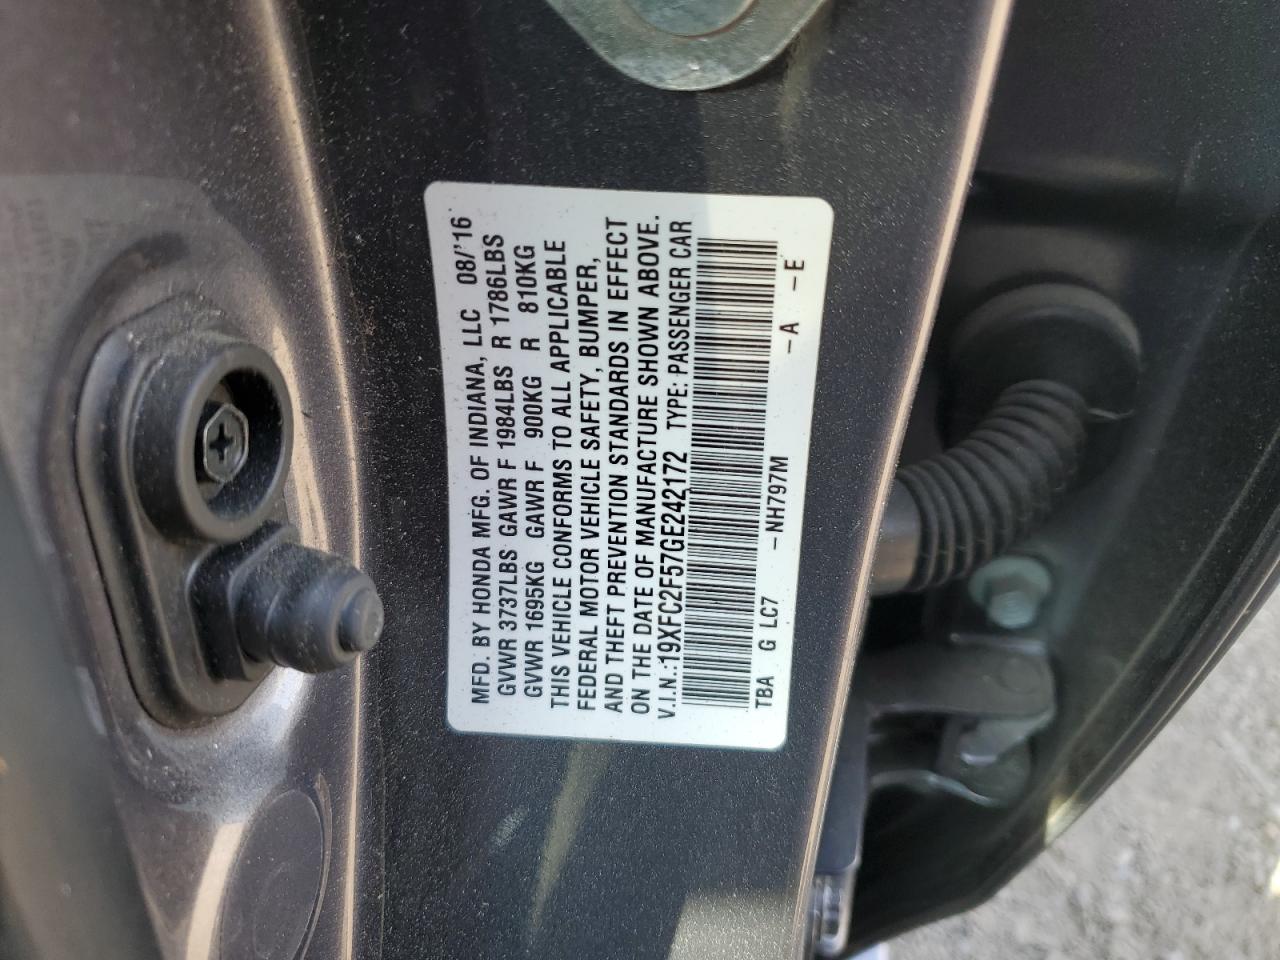 MFD. BY HONDA MFG. OF INDIANA, LLC 08/'16
GVWR 3737LBS GAWR F 1984LBS R 1786LBS
GVWR 1695KG GAWR F 900KG R 810KG
THIS VEHICLE CONFORMS TO ALL APPLICABLE
FEDERAL MOTOR VEHICLE SAFETY, BUMPER,
AND THEFT PREVENTION STANDARDS IN EFFECT
ON THE DATE OF MANUFACTURE SHOWN ABOVE.
V.I.N.:19XFC2F57GE242172 TYPE: PASSENGER CAR
TBA G LC7 -NH797M -A -E